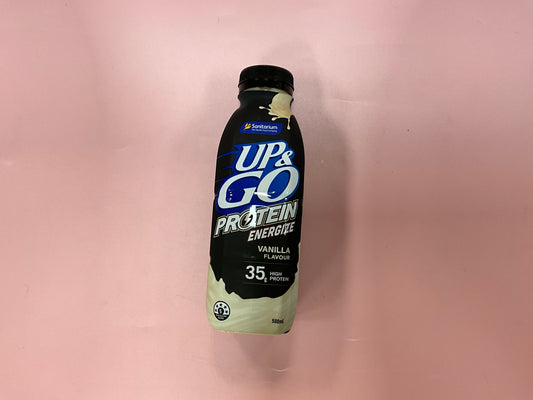 Sanitarium
UP&
GO
PROTEIN
ENERGIZE
VANILLA
FLAVOUR
35g HIGH
PROTEIN
500mL